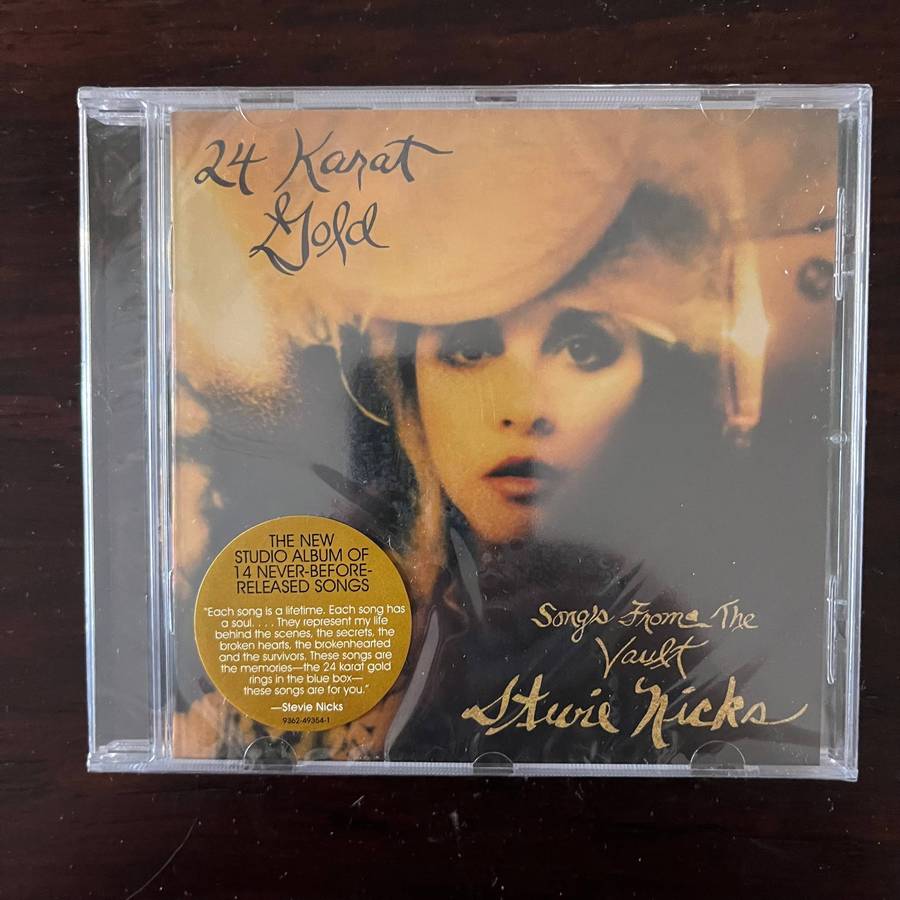 24 Karat
Gold
THE NEW
STUDIO ALBUM OF
14 NEVER-BEFORE-
RELEASED SONGS
"Each song is a lifetime. Each song has
a soul. . . . They represent my life
behind the scenes, the secrets, the
broken hearts, the brokenhearted
and the survivors. These songs are
the memories—the 24 karat gold
rings in the blue box—
these songs are for you."
—Stevie Nicks
9362-49354-1
Songs From The
Vault
Stevie Nicks